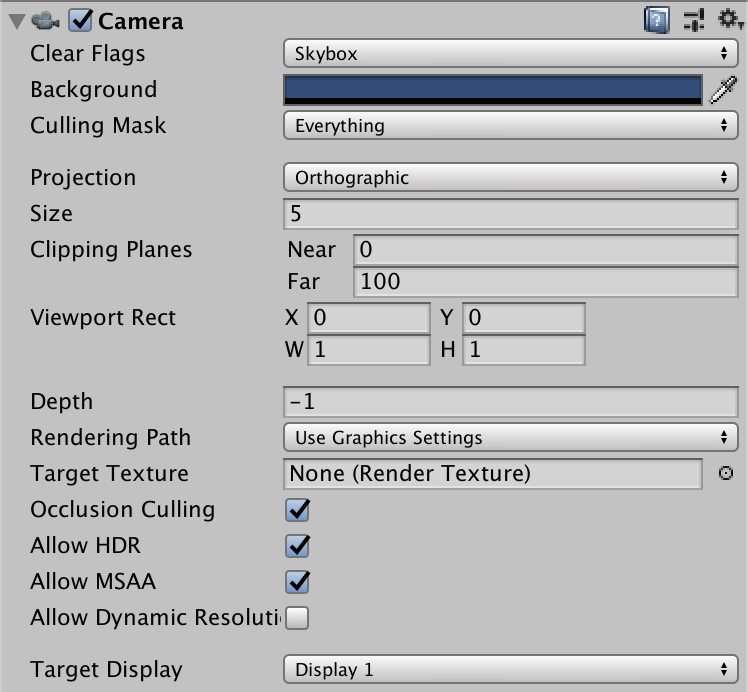 Camera
Clear Flags Skybox
Background
Culling Mask Everything
Projection Orthographic
Size 5
Clipping Planes Near 0
Far 100
Viewport Rect X 0 Y 0
W 1 H 1
Depth -1
Rendering Path Use Graphics Settings
Target Texture None (Render Texture)
Occlusion Culling
Allow HDR
Allow MSAA
Allow Dynamic Resoluti
Target Display Display 1